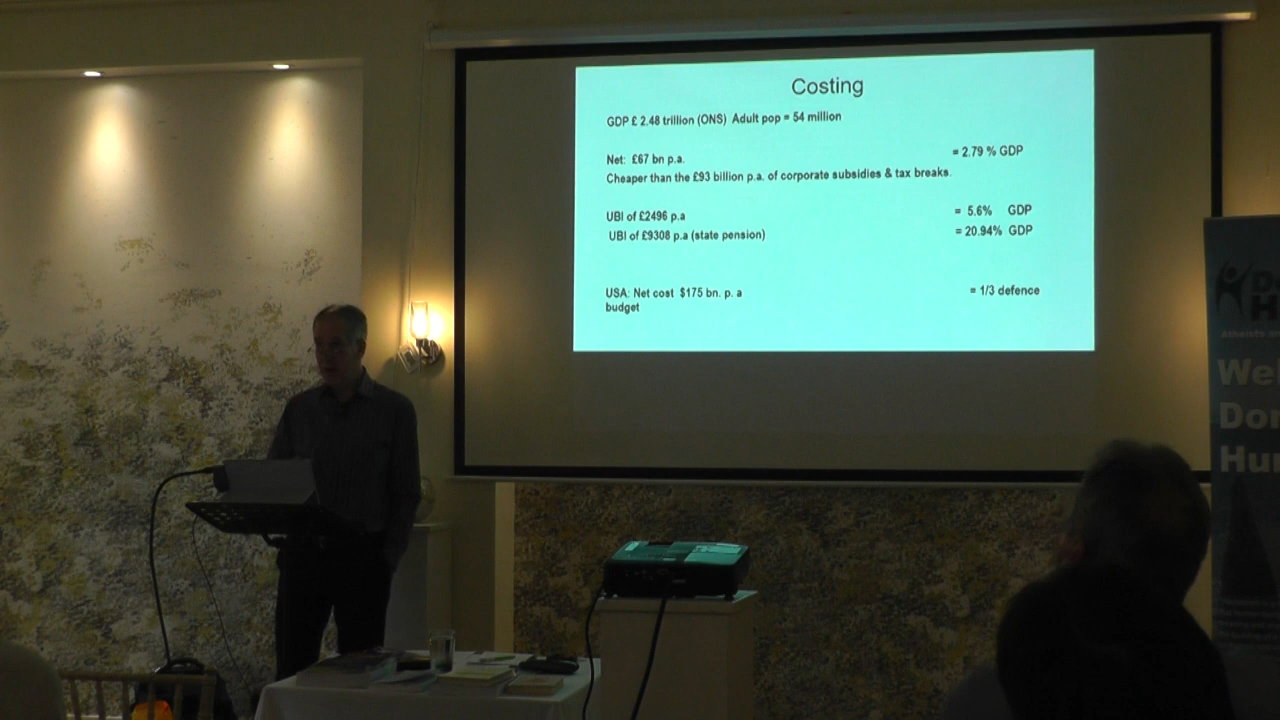 Costing
GDP £ 2.48 trillion (ONS) Adult pop = 54 million
Net: £67 bn p.a. = 2.79 % GDP
Cheaper than the £93 billion p.a. of corporate subsidies & tax breaks.
UBI of £2496 p.a = 5.6% GDP
UBI of £9308 p.a (state pension) = 20.94% GDP
USA: Net cost $175 bn. p. a = 1/3 defence
budget